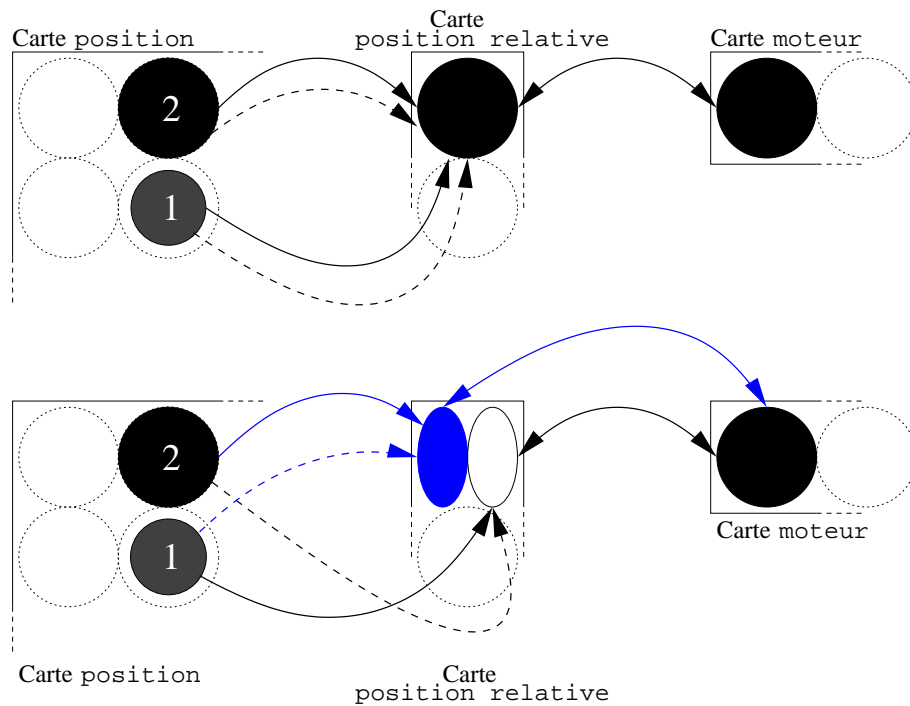 Carte position
Carte
position relative
Carte moteur
2
1
2
1
Carte moteur
Carte position
Carte
position relative